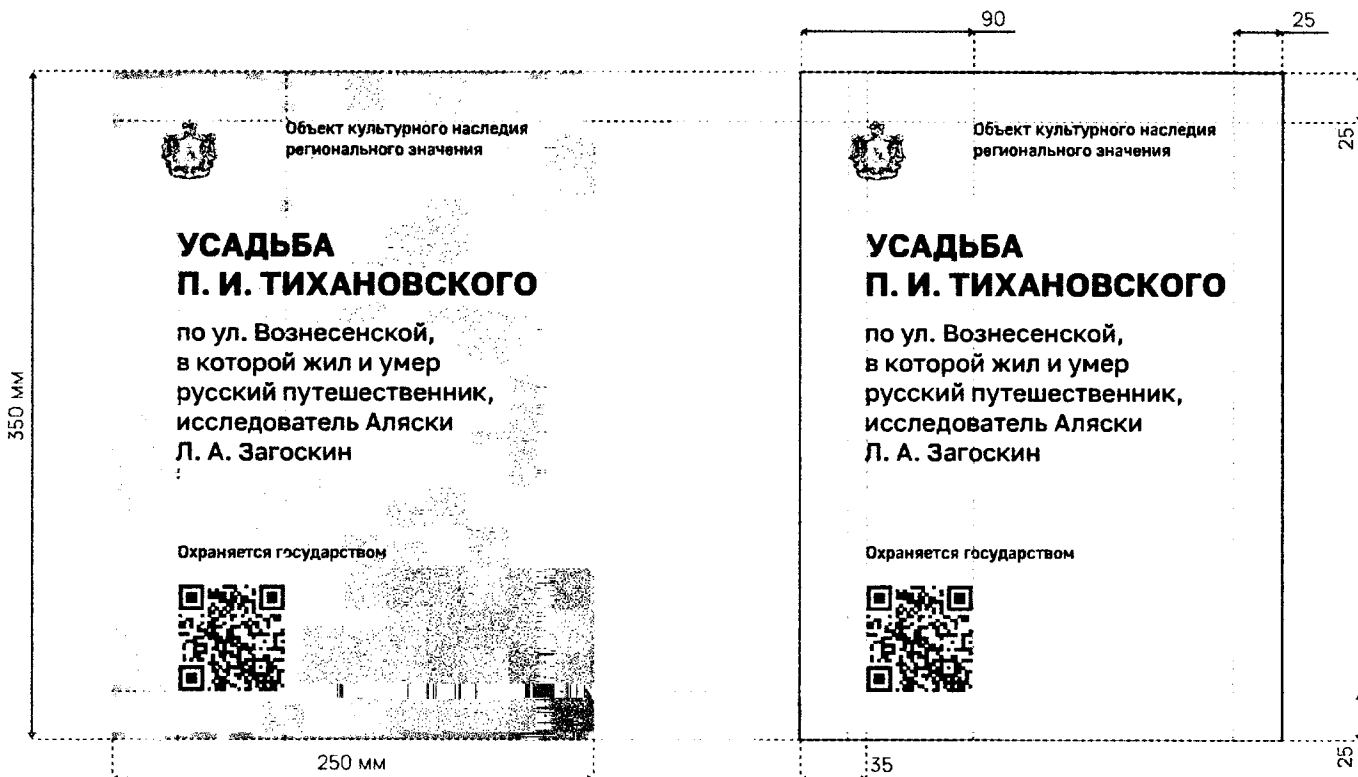 90
25
Объект культурного наследия
регионального значения
УСАДЬБА
П. И. ТИХАНОВСКОГО
по ул. Вознесенской,
в которой жил и умер
русский путешественник,
исследователь Аляски
Л. А. Загоскин
Охраняется государством
350 мм
250 мм
Объект культурного наследия
регионального значения
УСАДЬБА
П. И. ТИХАНОВСКОГО
по ул. Вознесенской,
в которой жил и умер
русский путешественник,
исследователь Аляски
Л. А. Загоскин
Охраняется государством
25
35
25